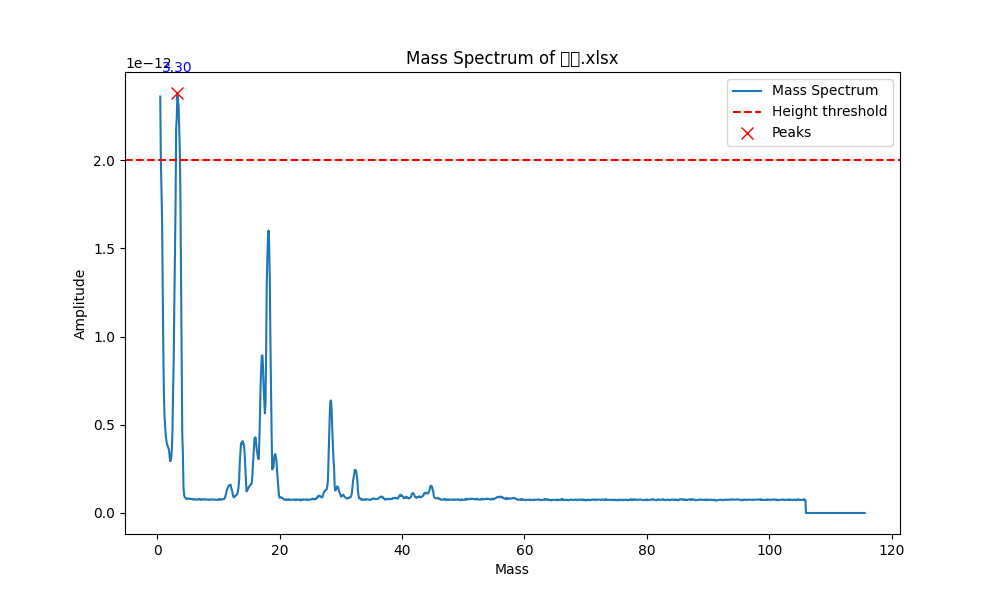 Mass Spectrum of .xlsx
1e−12
3.30
Mass Spectrum
Height threshold
Peaks
2.0
1.5
1.0
0.5
0.0
Amplitude
0
20
40
60
80
100
120
Mass